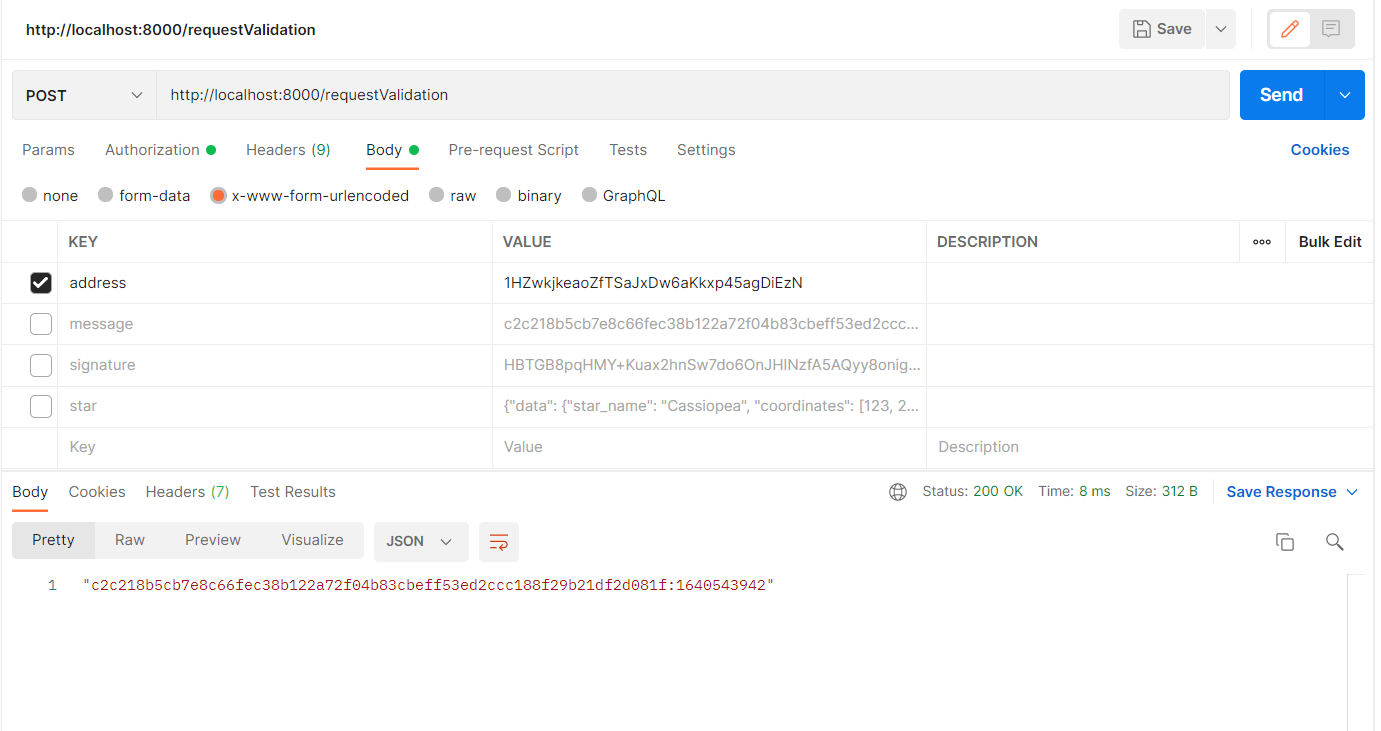 http://localhost:8000/requestValidation
Save
POST
http://localhost:8000/requestValidation
Send
Params Authorization Headers (9) Body Pre-request Script Tests Settings Cookies
none form-data x-www-form-urlencoded raw binary GraphQL
KEY VALUE DESCRIPTION ooo Bulk Edit
address 1HZwkjkeaoZfTSaJxDw6aKkxp45agDiEzN
message c2c218b5cb7e8c66fec38b122a72f04b83cbeff53ed2ccc...
signature HBTGB8pqHMY+Kuax2hnSw7do6OnJHINzfA5AQyy8onig...
star {"data": {"star_name": "Cassiopea", "coordinates": [123, 2...
Key Value Description
Body Cookies Headers (7) Test Results Status: 200 OK Time: 8 ms Size: 312 B Save Response
Pretty Raw Preview Visualize JSON
1 "c2c218b5cb7e8c66fec38b122a72f04b83cbeff53ed2ccc188f29b21df2d081f:1640543942"